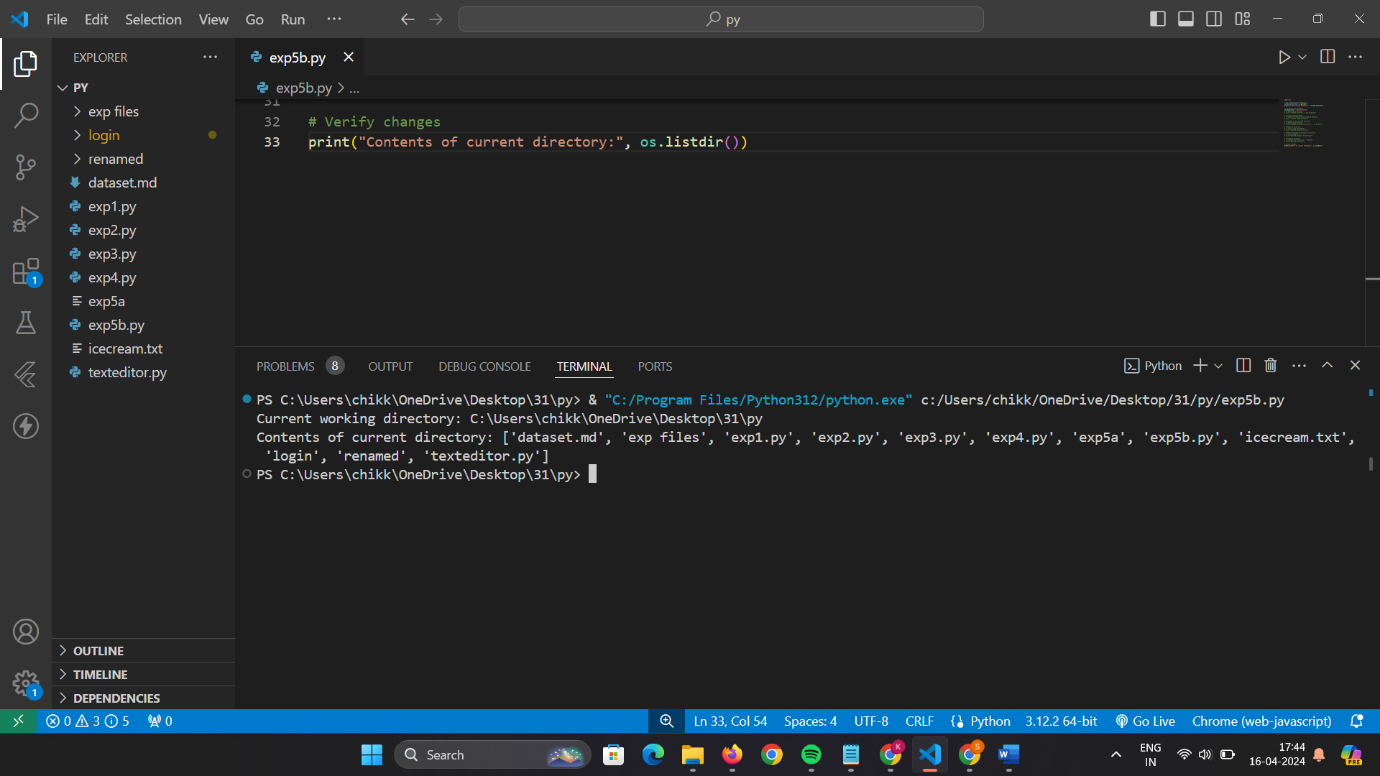 File Edit Selection View Go Run ··· py
EXPLORER ···
exp5b.py
PY
exp5b.py > ...
exp files
login
renamed
dataset.md
exp1.py
exp2.py
exp3.py
exp4.py
exp5a
exp5b.py
icecream.txt
texteditor.py
31
32 # Verify changes
33 print("Contents of current directory:", os.listdir())
1
PROBLEMS 8 OUTPUT DEBUG CONSOLE TERMINAL PORTS Python
PS C:\Users\chikk\OneDrive\Desktop\31\py> & "C:/Program Files/Python312/python.exe" c:/Users/chikk/OneDrive/Desktop/31/py/exp5b.py
Current working directory: C:\Users\chikk\OneDrive\Desktop\31\py
Contents of current directory: ['dataset.md', 'exp files', 'exp1.py', 'exp2.py', 'exp3.py', 'exp4.py', 'exp5a', 'exp5b.py', 'icecream.txt',
'login', 'renamed', 'texteditor.py']
PS C:\Users\chikk\OneDrive\Desktop\31\py>
OUTLINE
TIMELINE
DEPENDENCIES
1
0 3 5 0 Ln 33, Col 54 Spaces: 4 UTF-8 CRLF Python 3.12.2 64-bit Go Live Chrome (web-javascript)
Search K S W PRE
ENG
IN
17:44
16-04-2024